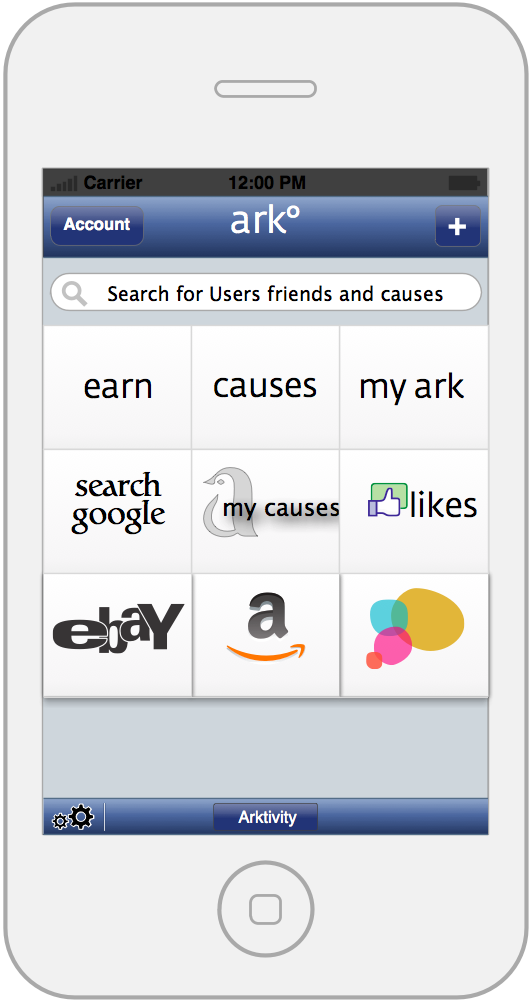 Carrier 12:00 PM
Account ark° +
Search for Users friends and causes
earn
causes
my ark
search
google
a
my causes
likes
ebaY
a
Arktivity